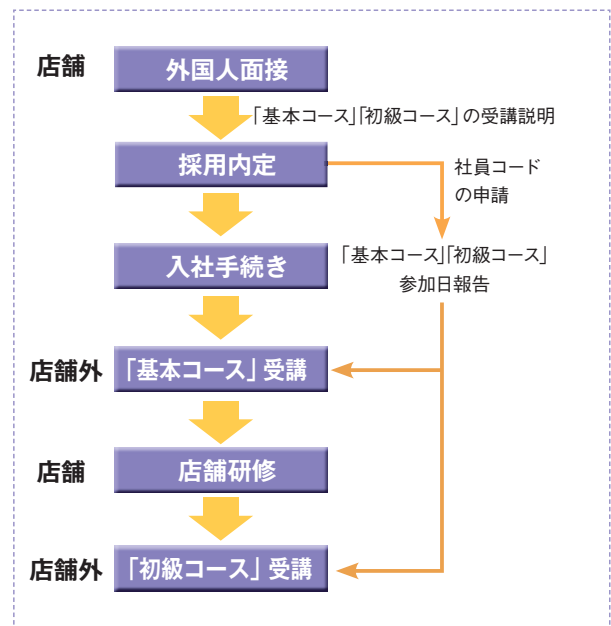 店舗
外国人面接
「基本コース」「初級コース」の受講説明
採用内定
社員コード
の申請
入社手続き
「基本コース」「初級コース」
参加日報告
店舗外
「基本コース」受講
店舗
店舗研修
店舗外
「初級コース」受講